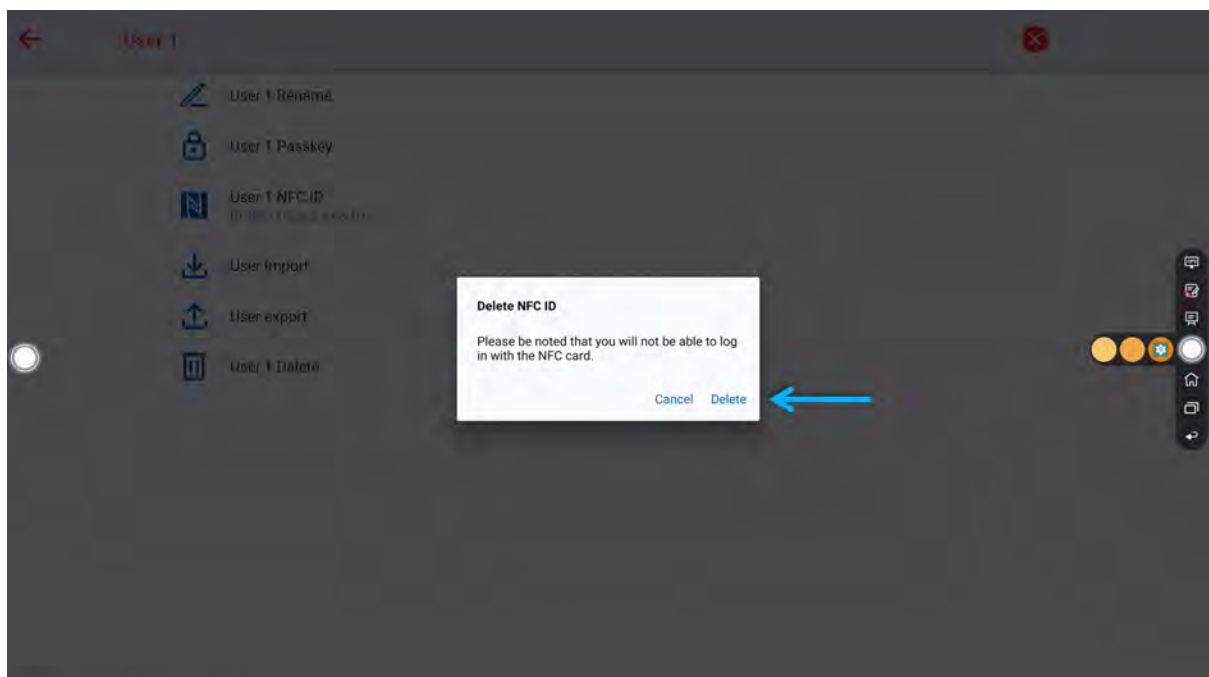 User 1
User 1 Rename
User 1 Passkey
User 1 NFC ID
User import
User export
User 1 Delete
Delete NFC ID
Please be noted that you will not be able to log
in with the NFC card.
Cancel Delete